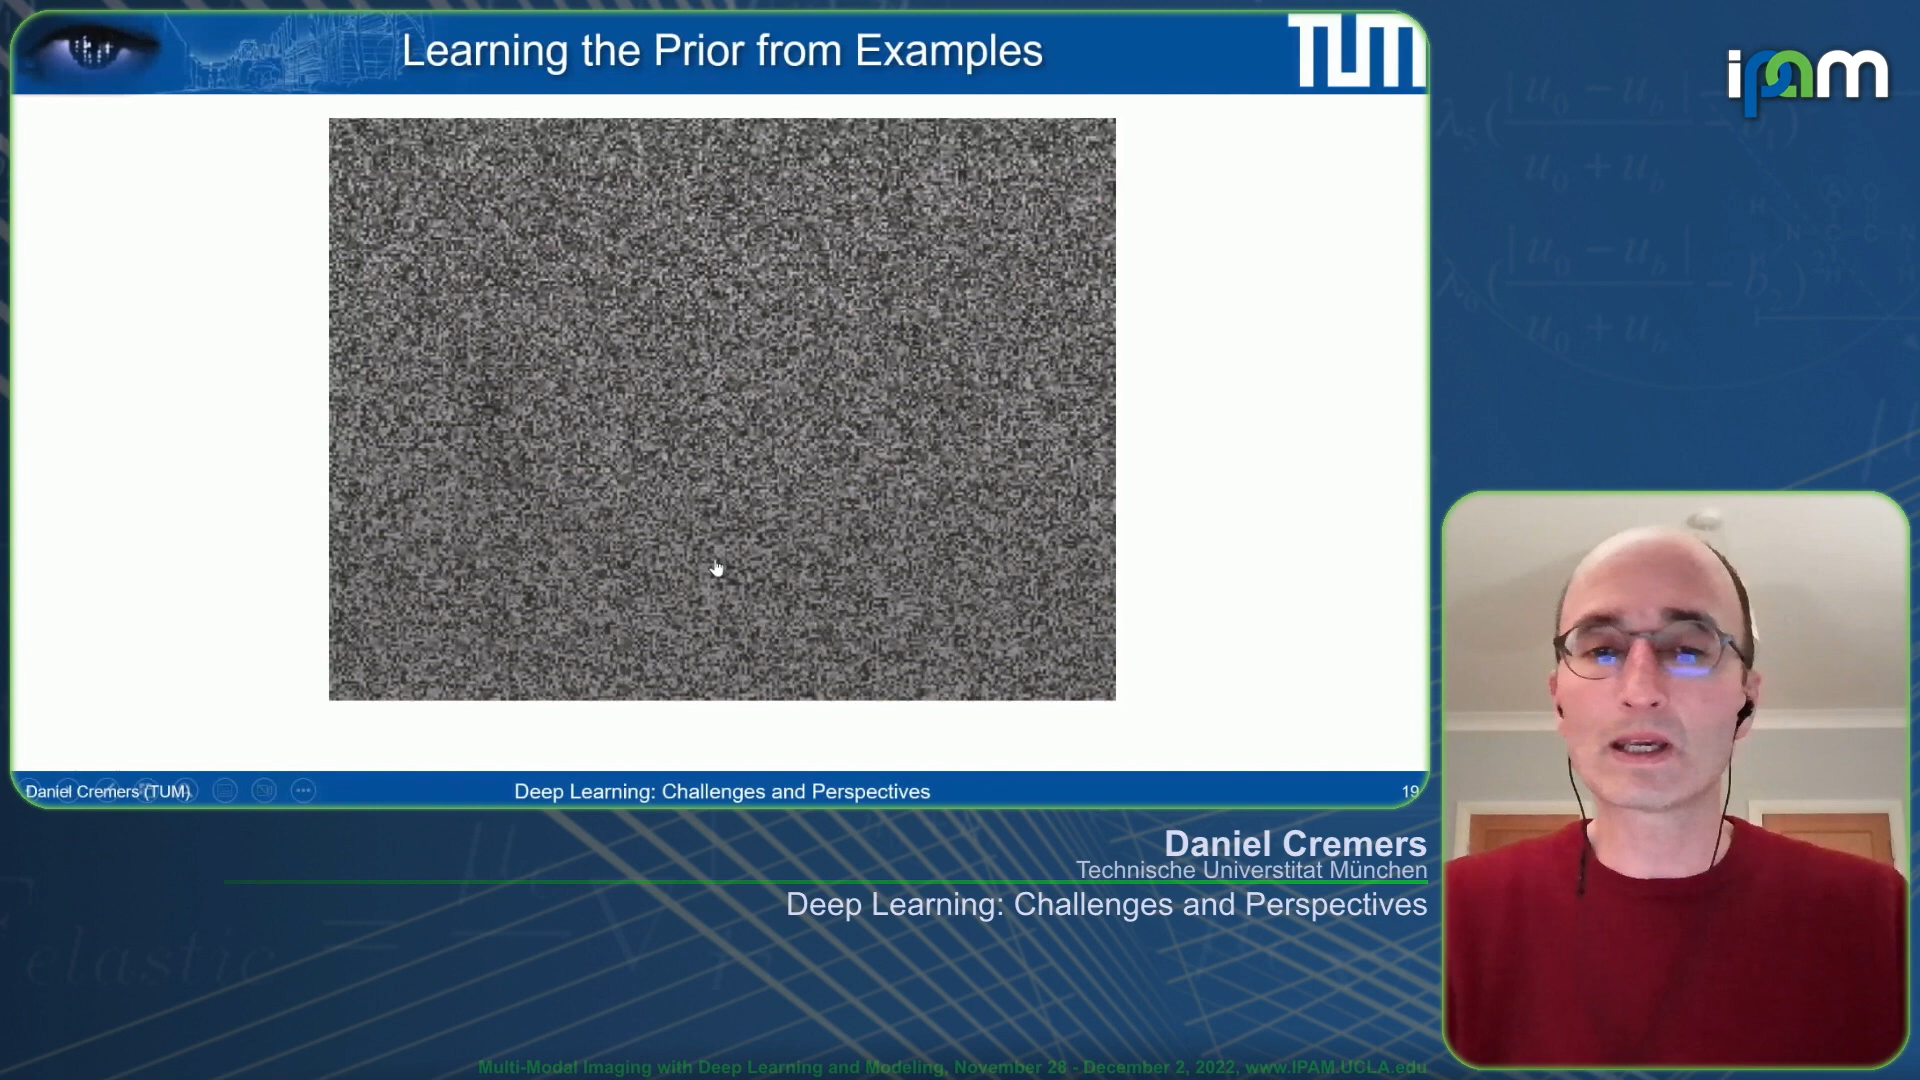 Learning the Prior from Examples
TUM
ipam
Daniel Cremers (TUM)
Deep Learning: Challenges and Perspectives
19
Daniel Cremers
Technische Universtitat München
Deep Learning: Challenges and Perspectives
elastic
Multi-Modal Imaging with Deep Learning and Modeling, November 28 - December 2, 2022, www.IPAM.UCLA.edu